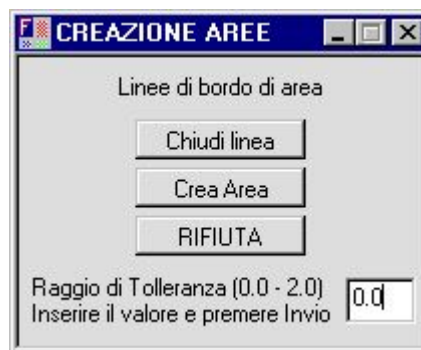 CREAZIONE AREE
Linee di bordo di area
Chiudi linea
Crea Area
RIFIUTA
Raggio di Tolleranza (0.0 - 2.0)
Inserire il valore e premere Invio
0.0